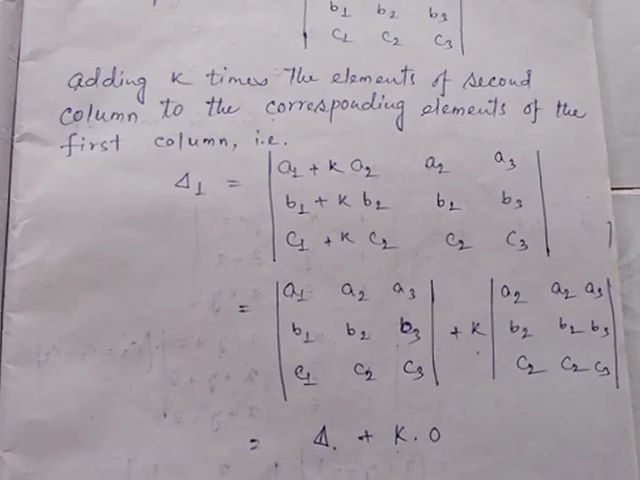 b1 b2 b3
c1 c2 c3
adding K times the elements of second
column to the corresponding elements of the
first column, i.e.
Δ1 = | a1 + K a2 a2 a3 |
| b1 + K b2 b2 b3 |
| c1 + K c2 c2 c3 |
= | a1 a2 a3 | + K | a2 a2 a3 |
| b1 b2 b3 | | b2 b2 b3 |
| c1 c2 c3 | | c2 c2 c3 |
= Δ. + K. 0